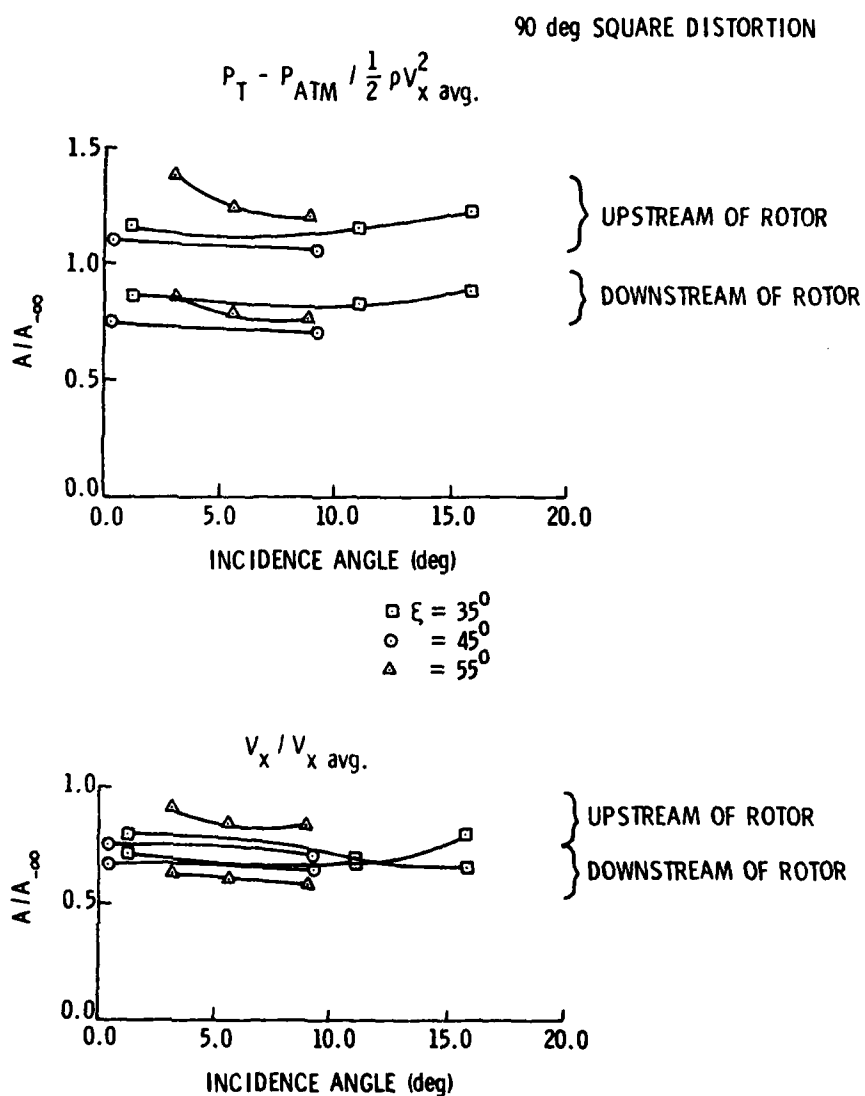 90 deg SQUARE DISTORTION
P_T - P_ATM / 1/2 ρV_x avg.^2
1.5
1.0
0.5
0.0
A/A_-∞
UPSTREAM OF ROTOR
DOWNSTREAM OF ROTOR
0.0 5.0 10.0 15.0 20.0
INCIDENCE ANGLE (deg)
ξ = 35°
= 45°
= 55°
V_x / V_x avg.
1.0
0.5
0.0
A/A_-∞
UPSTREAM OF ROTOR
DOWNSTREAM OF ROTOR
0.0 5.0 10.0 15.0 20.0
INCIDENCE ANGLE (deg)